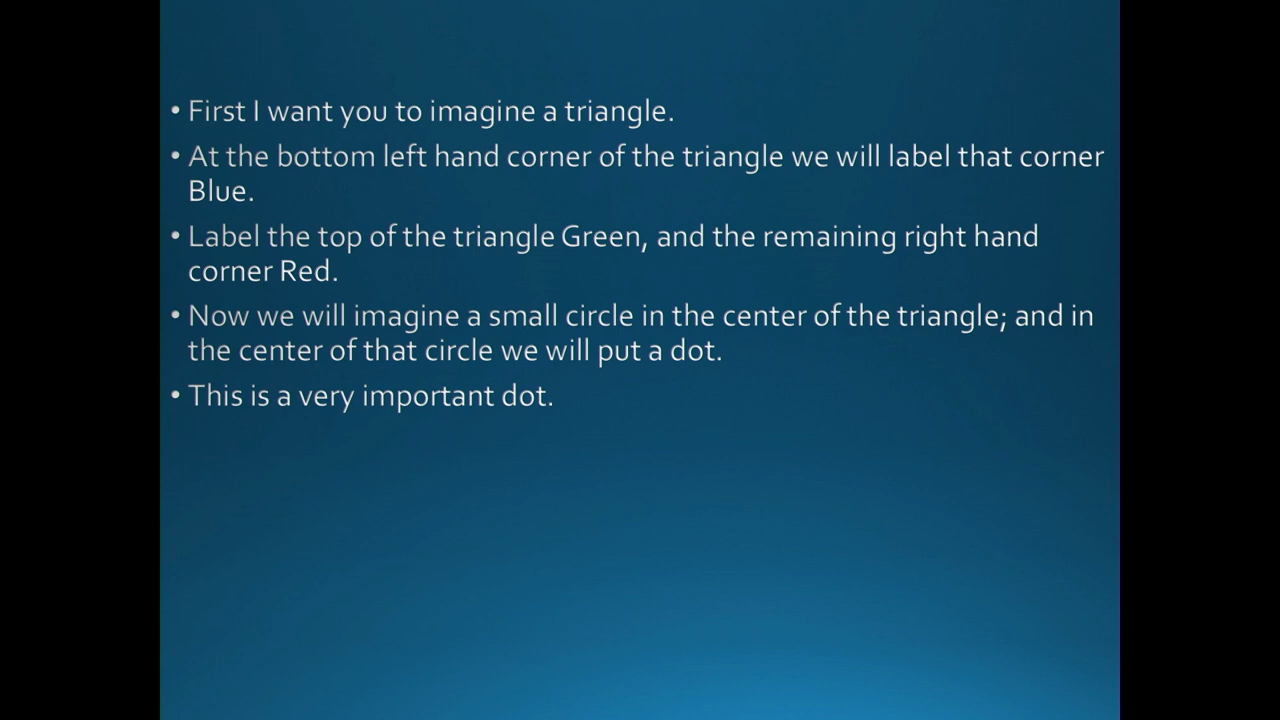 • First I want you to imagine a triangle.
• At the bottom left hand corner of the triangle we will label that corner
Blue.
• Label the top of the triangle Green, and the remaining right hand
corner Red.
• Now we will imagine a small circle in the center of the triangle; and in
the center of that circle we will put a dot.
• This is a very important dot.